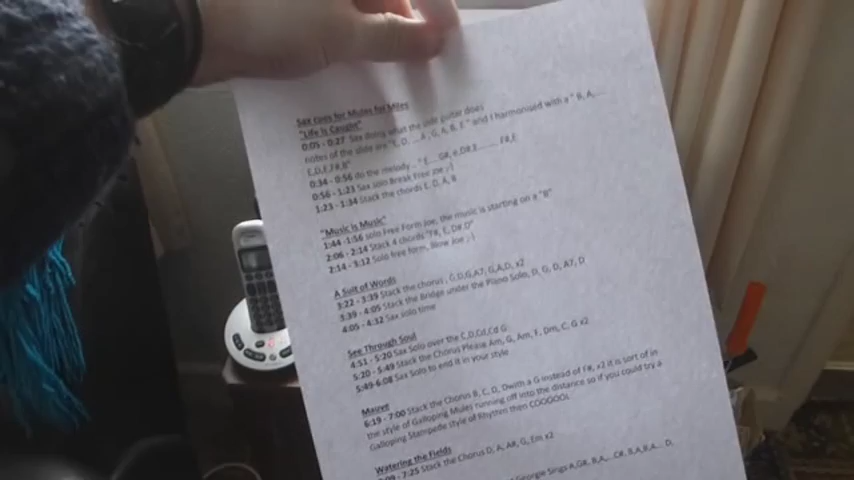 Sax cues for Mules for Miles
"Life is Caught"
0:05 - 0:27 Sax doing what the slide guitar does
notes of the slide are "E, D, ...A, G, A, B, E " and I harmonised with a " B, A,....
E,D,E,F#,B"
0:34 - 0:56 do the melody .. " E....G#, e,D#,E......... F#,E
0:56 - 1:23 Sax solo Break Free Joe ;-)
1:23 - 1:34 Stack the chords E, D, A, B
"Music is Music"
1:44 -1:56 solo Free Form Joe, the music is starting on a "B"
2:06 - 2:14 Stack 4 chords "F#, E, D#,D"
2:14 - 3:12 Solo free form, Blow Joe ;-)
A Suit of Words
3:22 - 3:39 Stack the chorus , G,D,G,A7, G,A,D, x2
3:39 - 4:05 Stack the Bridge under the Piano Solo, D, G, D, A7, D
4:05 - 4:32 Sax solo time
See Through Soul
4:51 - 5:20 Sax Solo over the C,D,Cd,Cd G
5:20 - 5:49 Stack the Chorus Please Am, G, Am, F, Dm, C, G x2
5:49-6:08 Sax Solo to end it in your style
Mauve
6:19 - 7:00 Stack the Chorus B, C, D, Dwith a G instead of F#, x2 it is sort of in
the style of Galloping Mules running off into the distance so if you could try a
Galloping Stampede style of Rhythm then COOOOOL
Watering the Fields
7:25 Stack the Chorus D, A, A#, G, Em x2
Georgie Sings A,G#, B,A,... C#, B,A,B,A... D,